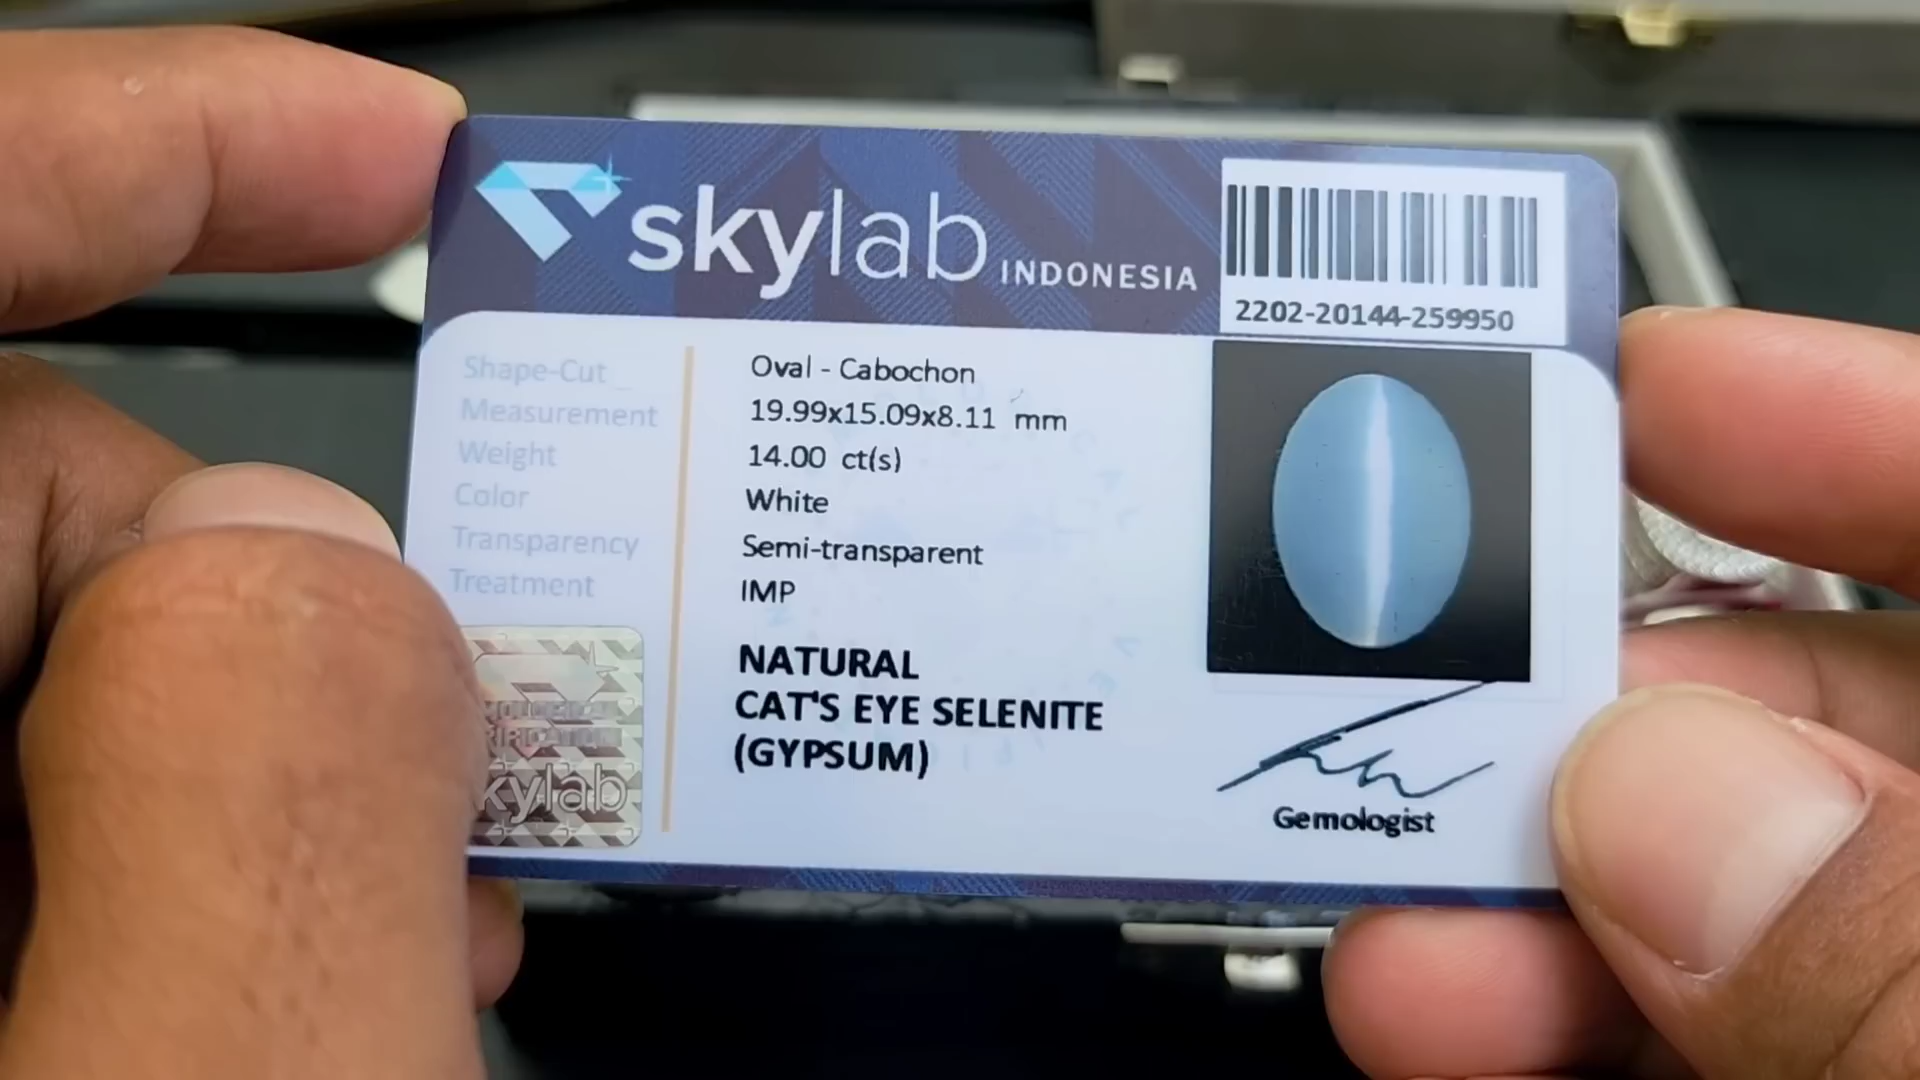 skylab INDONESIA
2202-20144-259950
Shape-Cut Oval - Cabochon
Measurement 19.99x15.09x8.11 mm
Weight 14.00 ct(s)
Color White
Transparency Semi-transparent
Treatment IMP
NATURAL
CAT'S EYE SELENITE
(GYPSUM)
kylab
Gemologist